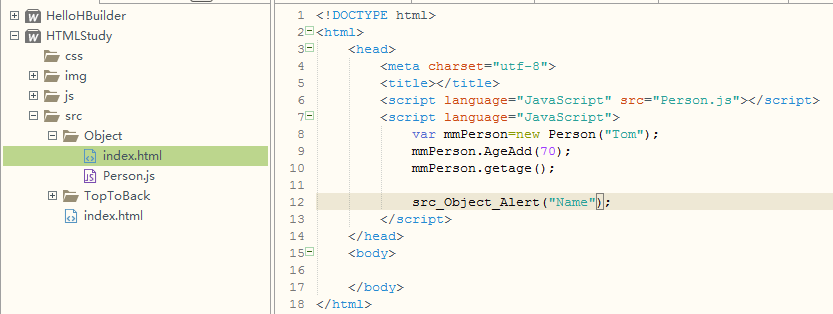 HelloHBuilder
HTMLStudy
css
img
js
src
Object
index.html
Person.js
TopToBack
index.html
1 <!DOCTYPE html>
2 <html>
3 <head>
4 <meta charset="utf-8">
5 <title></title>
6 <script language="JavaScript" src="Person.js"></script>
7 <script language="JavaScript">
8 var mmPerson=new Person("Tom");
9 mmPerson.AgeAdd(70);
10 mmPerson.getage();
11
12 src_Object_Alert("Name");
13 </script>
14 </head>
15 <body>
16
17 </body>
18 </html>